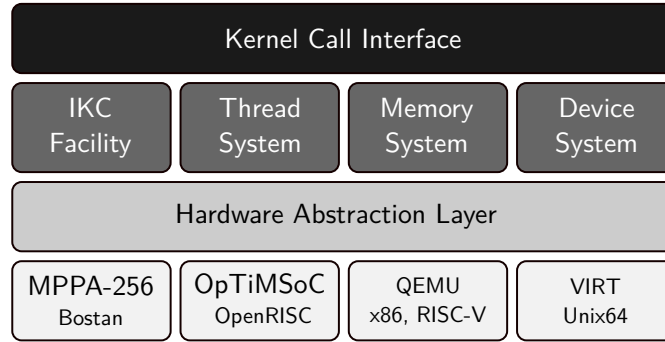 Kernel Call Interface
IKC
Facility
Thread
System
Memory
System
Device
System
Hardware Abstraction Layer
MPPA-256
Bostan
OpTiMSoC
OpenRISC
QEMU
x86, RISC-V
VIRT
Unix64